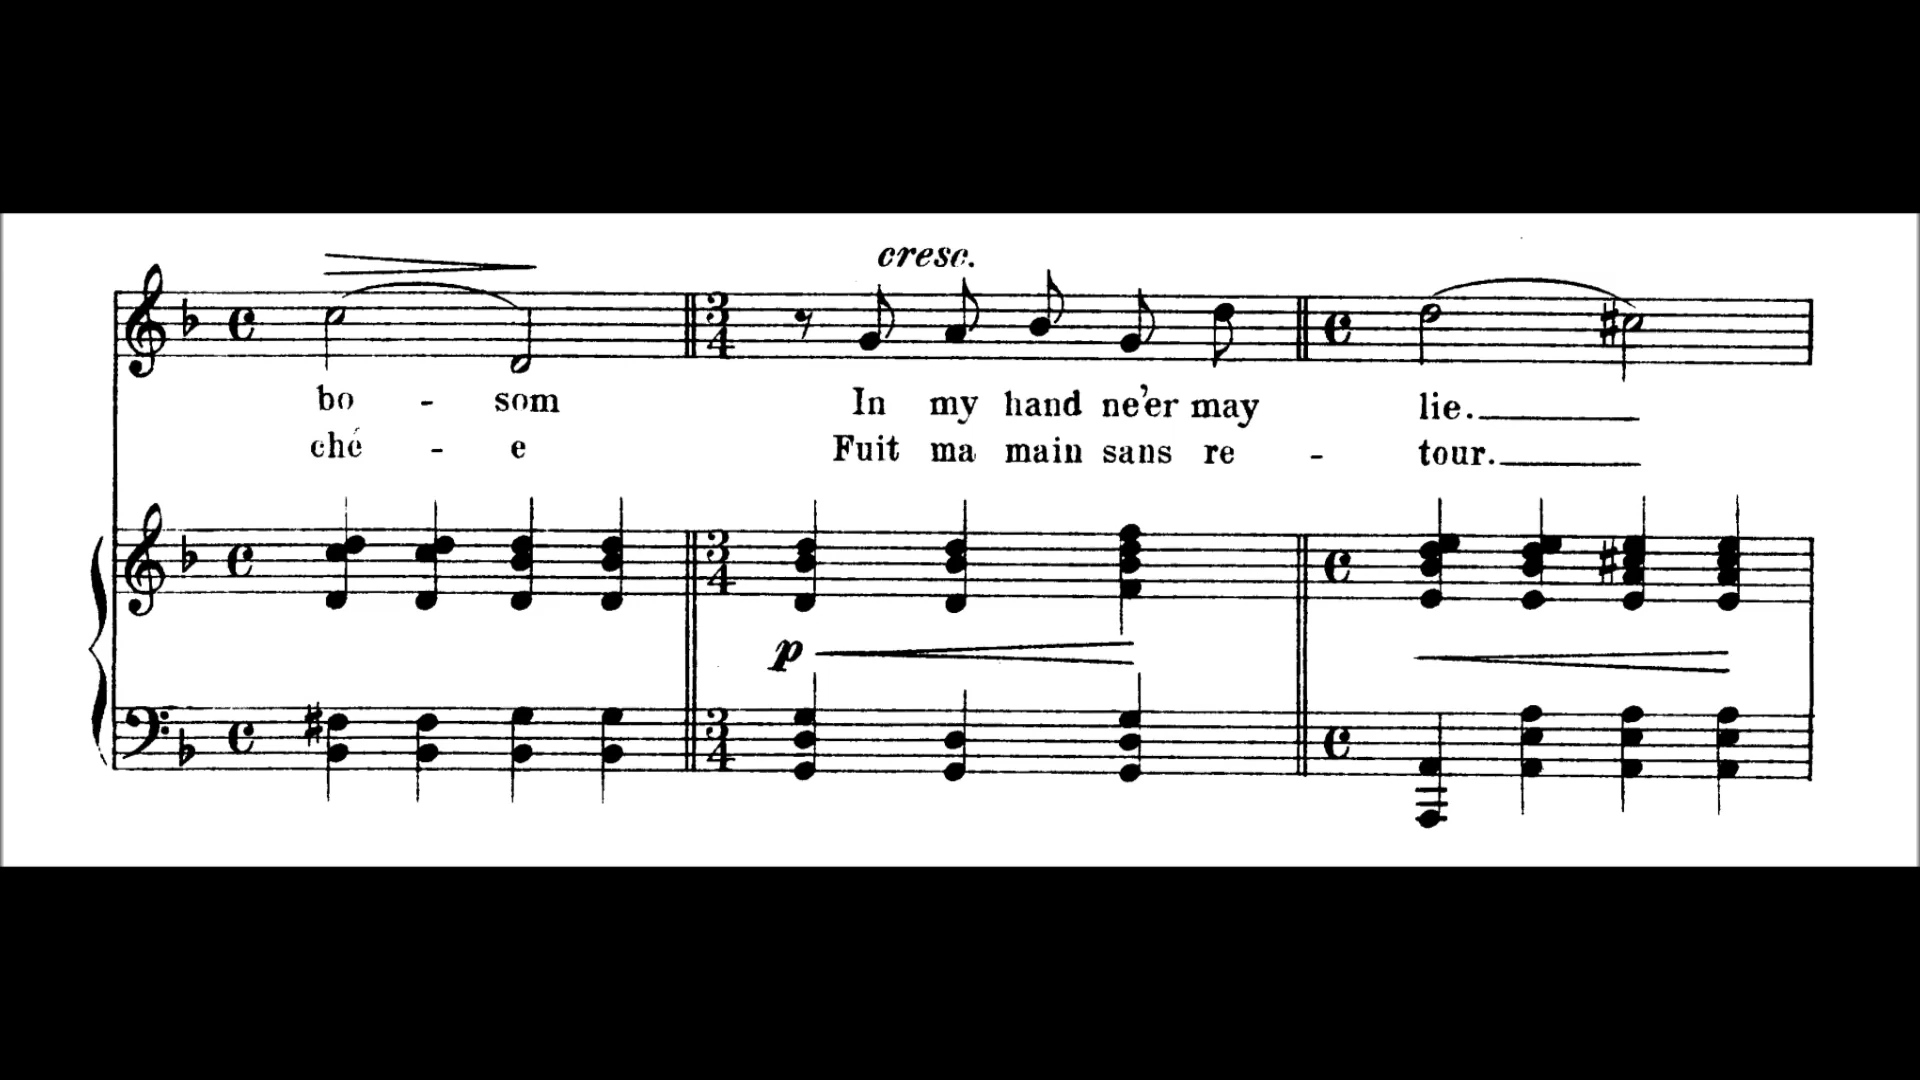 cresc.
bo - som In my hand ne'er may lie.
ché - e Fuit ma main sans re - tour.
p